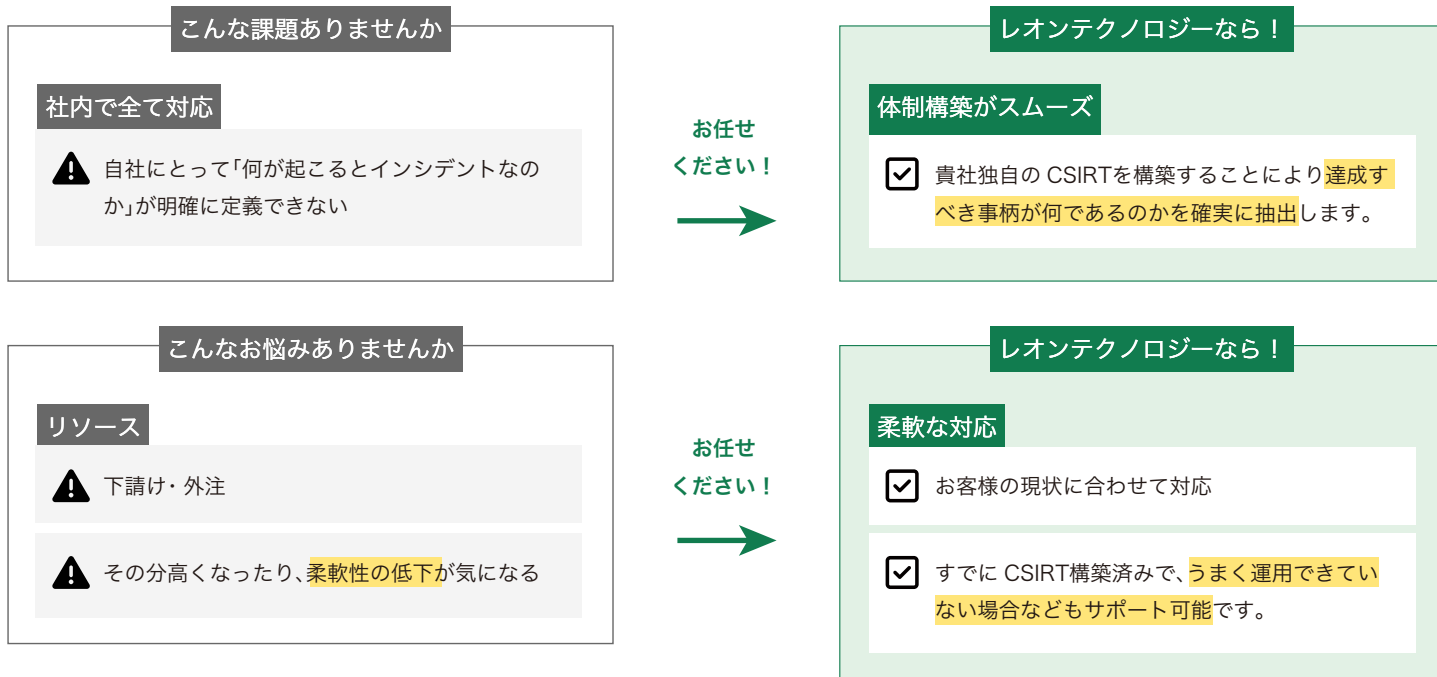 こんな課題ありませんか
社内で全て対応
自社にとって「何が起こるとインシデントなの
か」が明確に定義できない
お任せ
ください！
レオンテクノロジーなら！
体制構築がスムーズ
貴社独自の CSIRTを構築することにより達成す
べき事柄が何であるのかを確実に抽出します。
こんなお悩みありませんか
リソース
下請け・外注
その分高くなったり、柔軟性の低下が気になる
お任せ
ください！
レオンテクノロジーなら！
柔軟な対応
お客様の現状に合わせて対応
すでに CSIRT構築済みで、うまく運用できてい
ない場合などもサポート可能です。